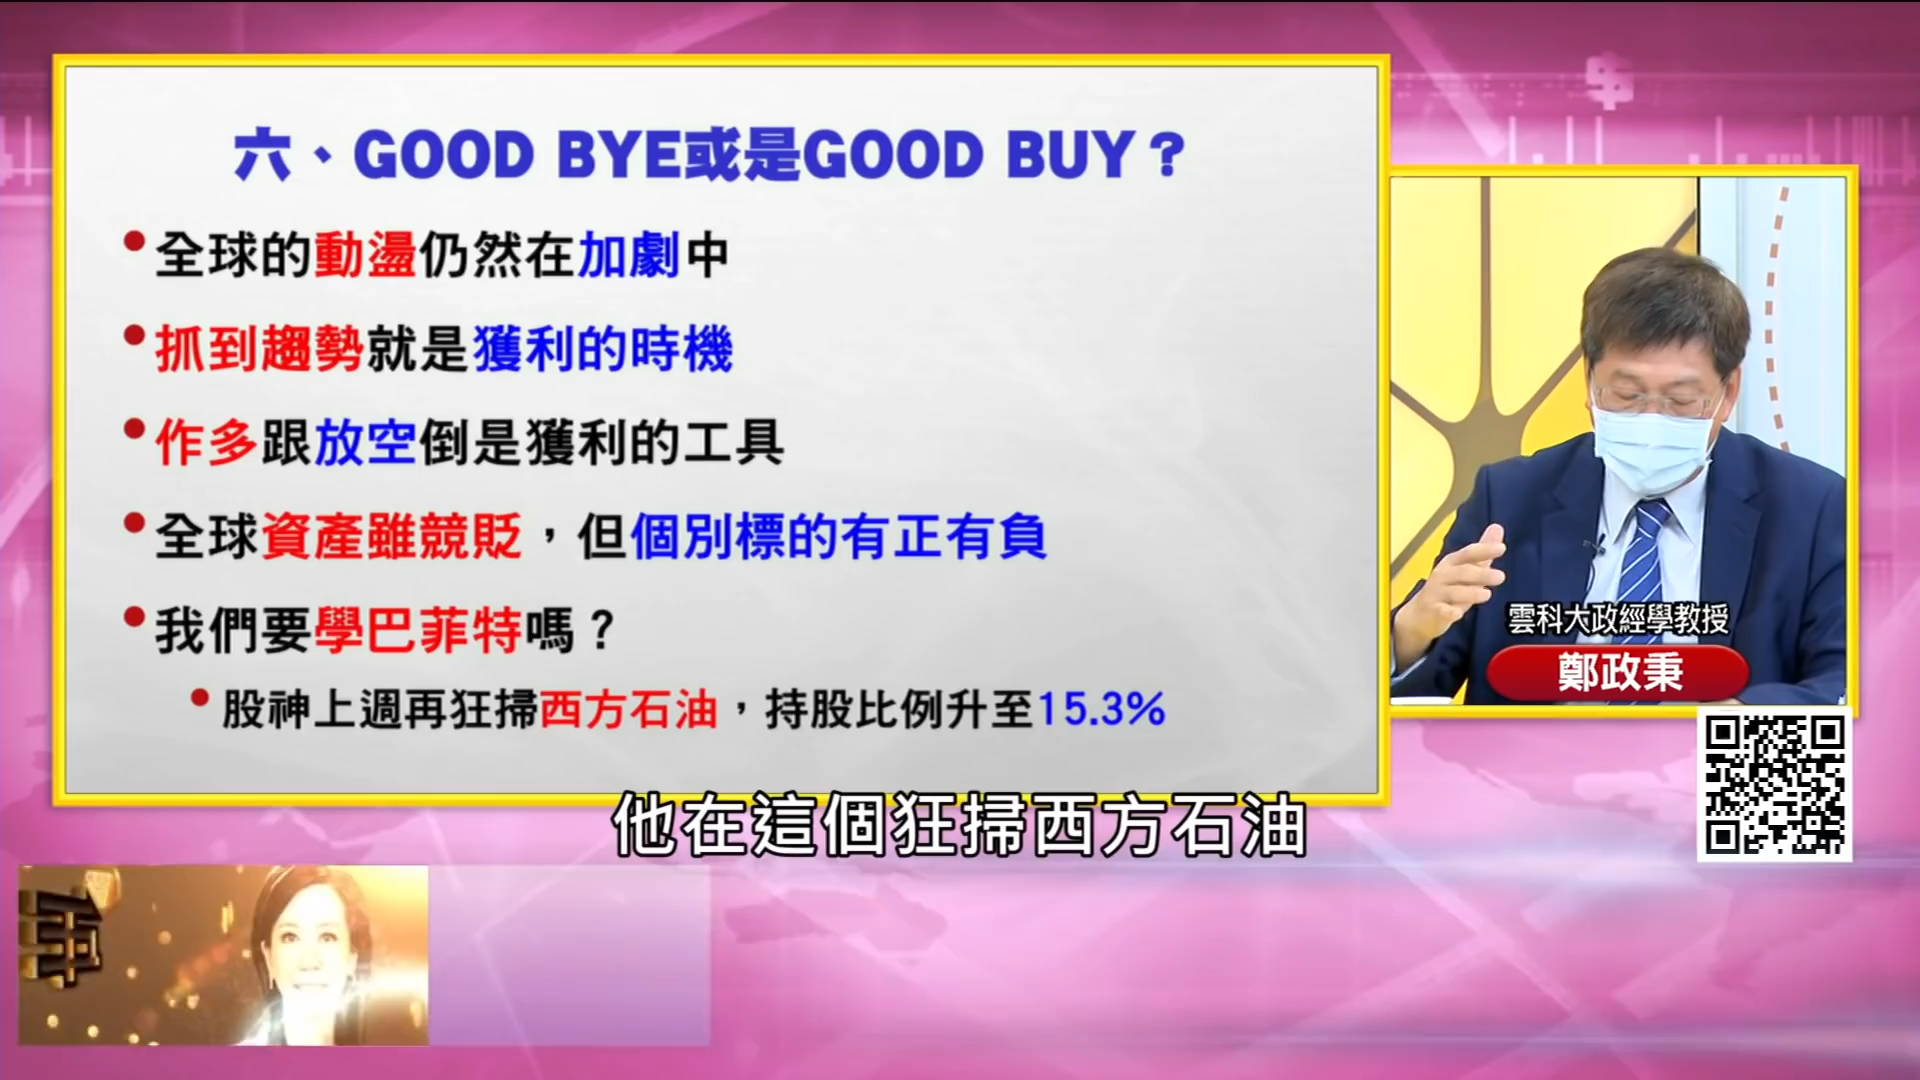 六、GOOD BYE或是GOOD BUY？
全球的動盪仍然在加劇中
抓到趨勢就是獲利的時機
作多跟放空倒是獲利的工具
全球資產雖競貶，但個別標的有正有負
我們要學巴菲特嗎？
股神上週再狂掃西方石油，持股比例升至15.3%
雲科大政經學教授
鄭政秉
他在這個狂掃西方石油